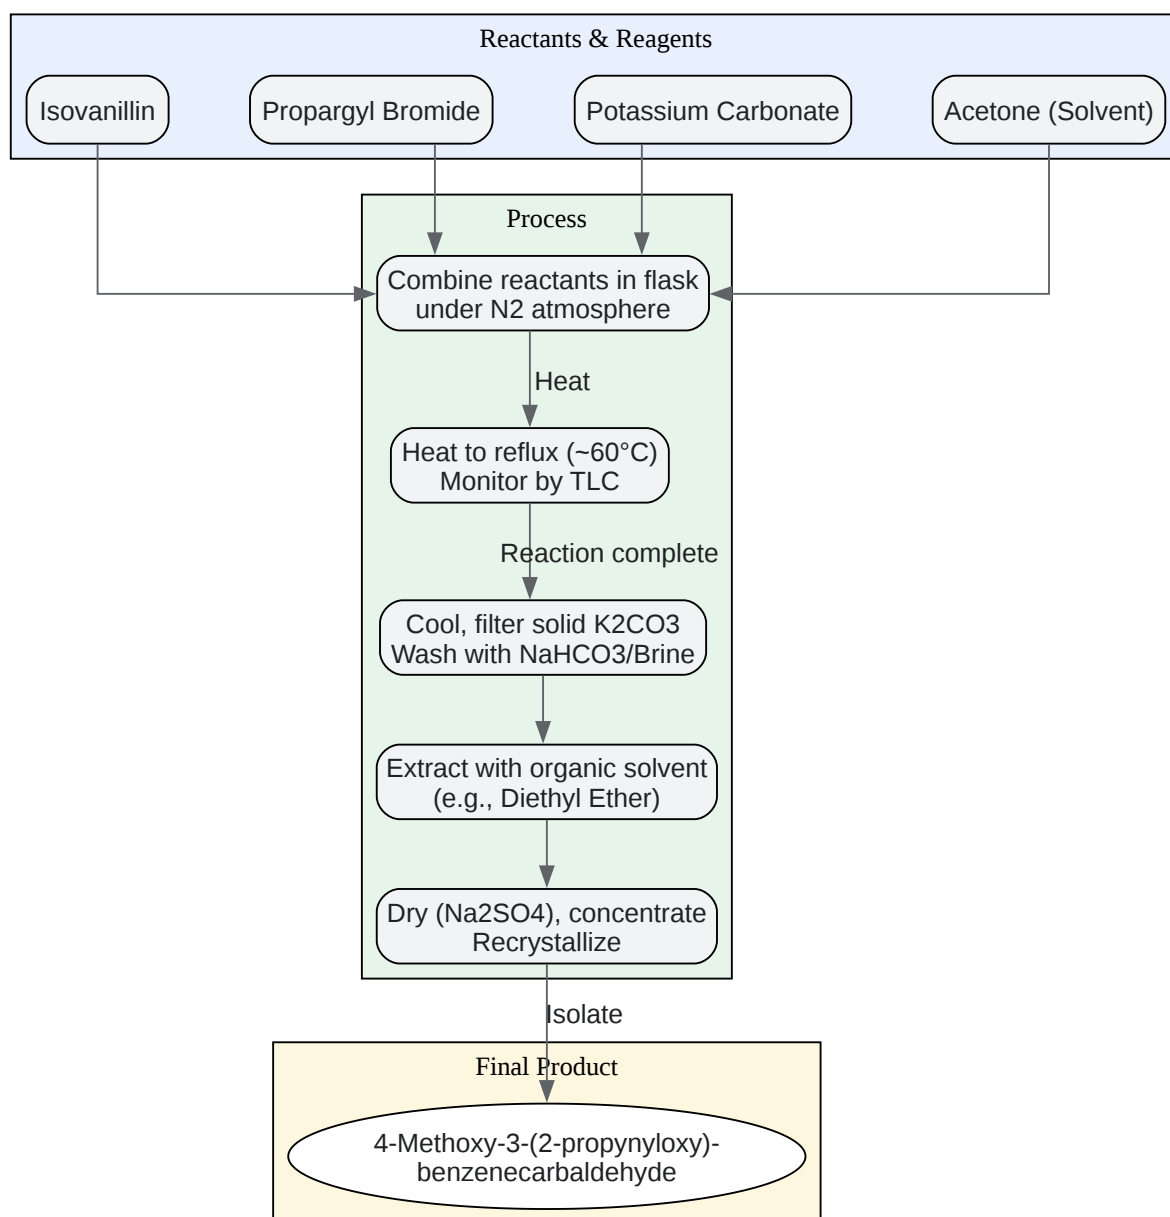 Reactants & Reagents
Isovanillin
Propargyl Bromide
Potassium Carbonate
Acetone (Solvent)
Process
Combine reactants in flask
under N2 atmosphere
Heat
Heat to reflux (~60°C)
Monitor by TLC
Reaction complete
Cool, filter solid K2CO3
Wash with NaHCO3/Brine
Extract with organic solvent
(e.g., Diethyl Ether)
Dry (Na2SO4), concentrate
Recrystallize
Isolate
Final Product
4-Methoxy-3-(2-propynyloxy)-
benzenecarbaldehyde